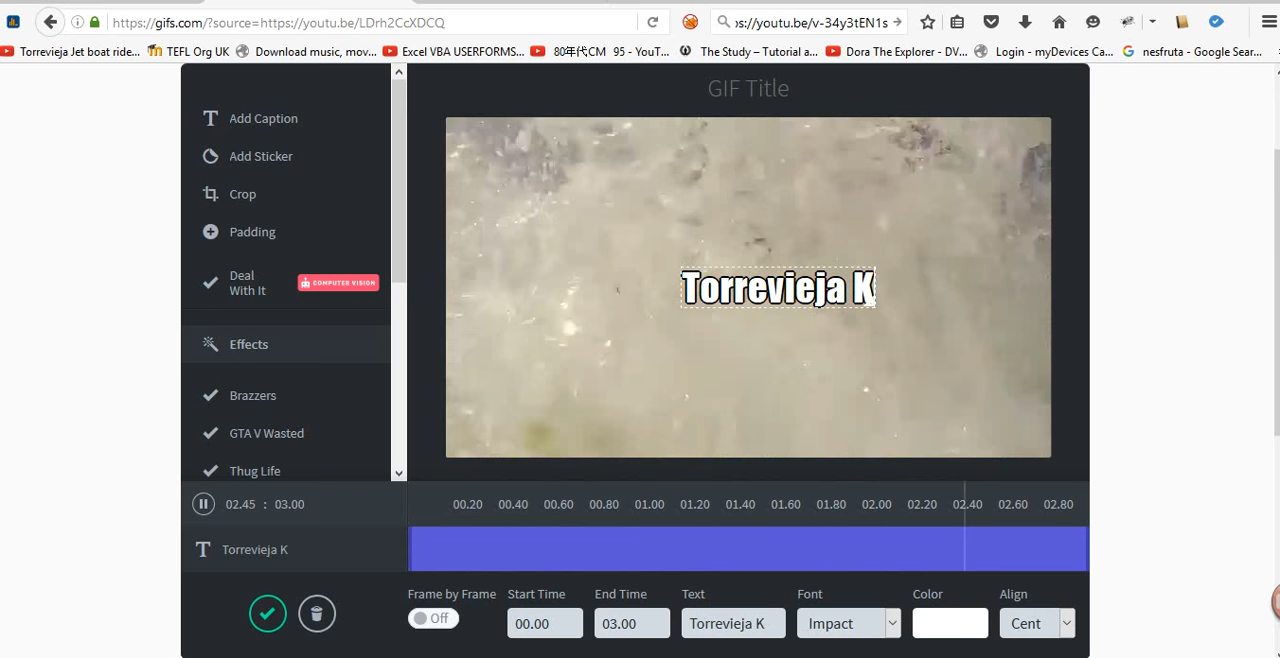 https://gifs.com/?source=https://youtu.be/LDrh2CcXDCQ
os://youtu.be/v-34y3tEN1s
Torrevieja Jet boat ride...
TEFL Org UK
Download music, mov...
Excel VBA USERFORMS...
80年代CM 95 - YouT...
The Study – Tutorial a...
Dora The Explorer - DV...
Login - myDevices Ca...
nesfruta - Google Sear...
GIF Title
Add Caption
Add Sticker
Crop
Padding
Deal
With It
COMPUTER VISION
Effects
Brazzers
GTA V Wasted
Thug Life
Torrevieja K
02.45 : 03.00
00.20 00.40 00.60 00.80 01.00 01.20 01.40 01.60 01.80 02.00 02.20 02.40 02.60 02.80
Torrevieja K
Frame by Frame
Off
Start Time
00.00
End Time
03.00
Text
Torrevieja K
Font
Impact
Color
Align
Cent